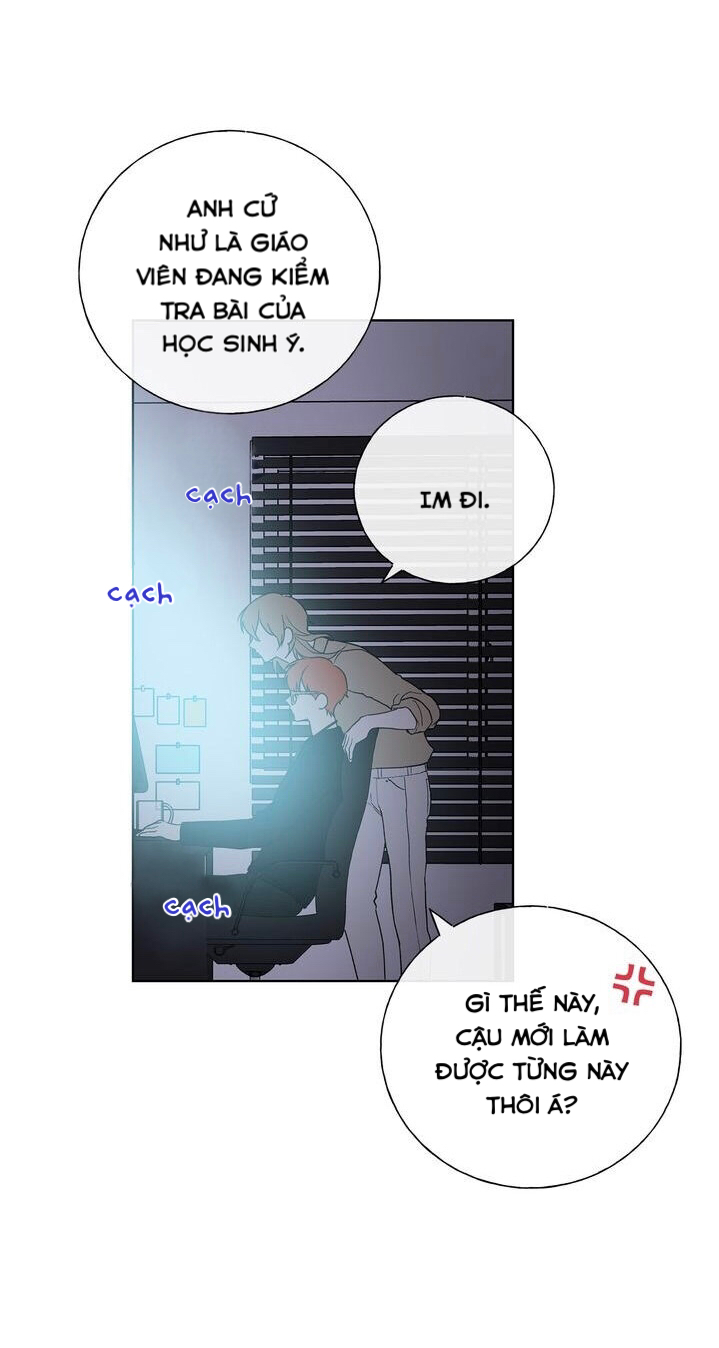 ANH CỨ
NHƯ LÀ GIÁO
VIÊN ĐANG KIỂM
TRA BÀI CỦA
HỌC SINH Ý.
cạch
IM ĐI.
cạch
cạch
GÌ THẾ NÀY,
CẬU MỚI LÀM
ĐƯỢC TỪNG NÀY
THÔI Á?